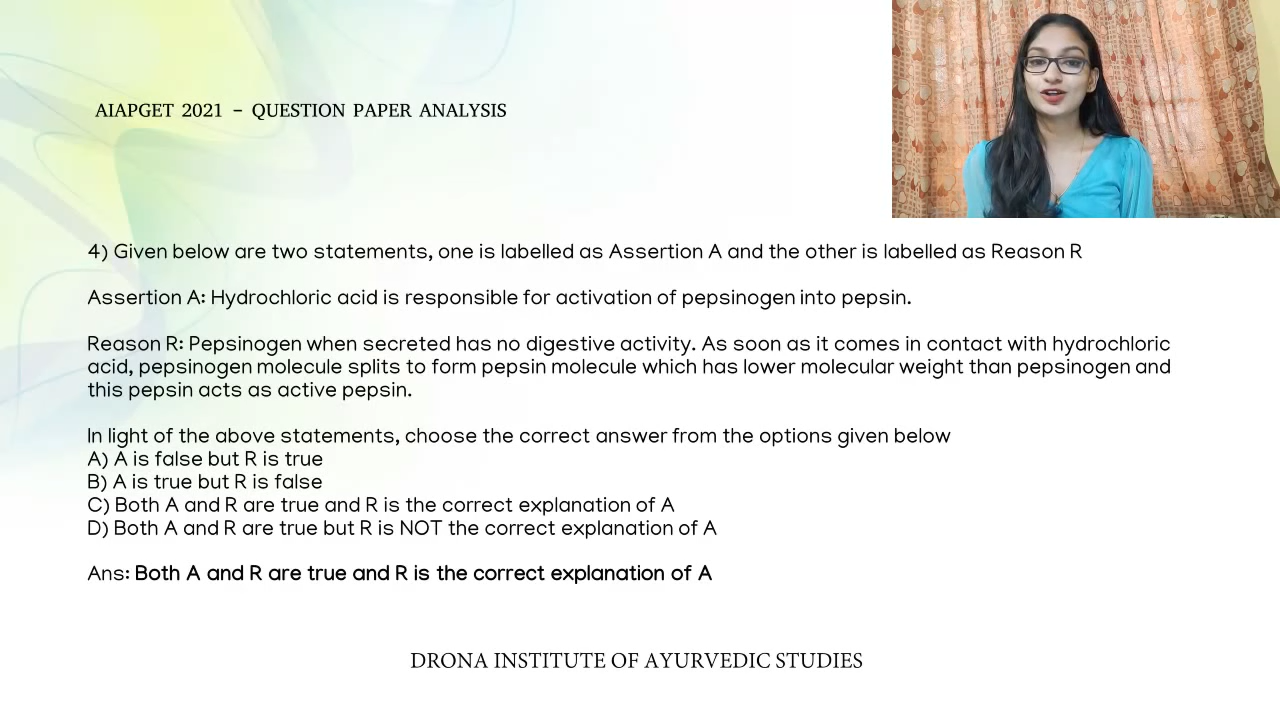 AIAPGET 2021 – QUESTION PAPER ANALYSIS
4) Given below are two statements, one is labelled as Assertion A and the other is labelled as Reason R
Assertion A: Hydrochloric acid is responsible for activation of pepsinogen into pepsin.
Reason R: Pepsinogen when secreted has no digestive activity. As soon as it comes in contact with hydrochloric
acid, pepsinogen molecule splits to form pepsin molecule which has lower molecular weight than pepsinogen and
this pepsin acts as active pepsin.
In light of the above statements, choose the correct answer from the options given below
A) A is false but R is true
B) A is true but R is false
C) Both A and R are true and R is the correct explanation of A
D) Both A and R are true but R is NOT the correct explanation of A
Ans: Both A and R are true and R is the correct explanation of A
DRONA INSTITUTE OF AYURVEDIC STUDIES